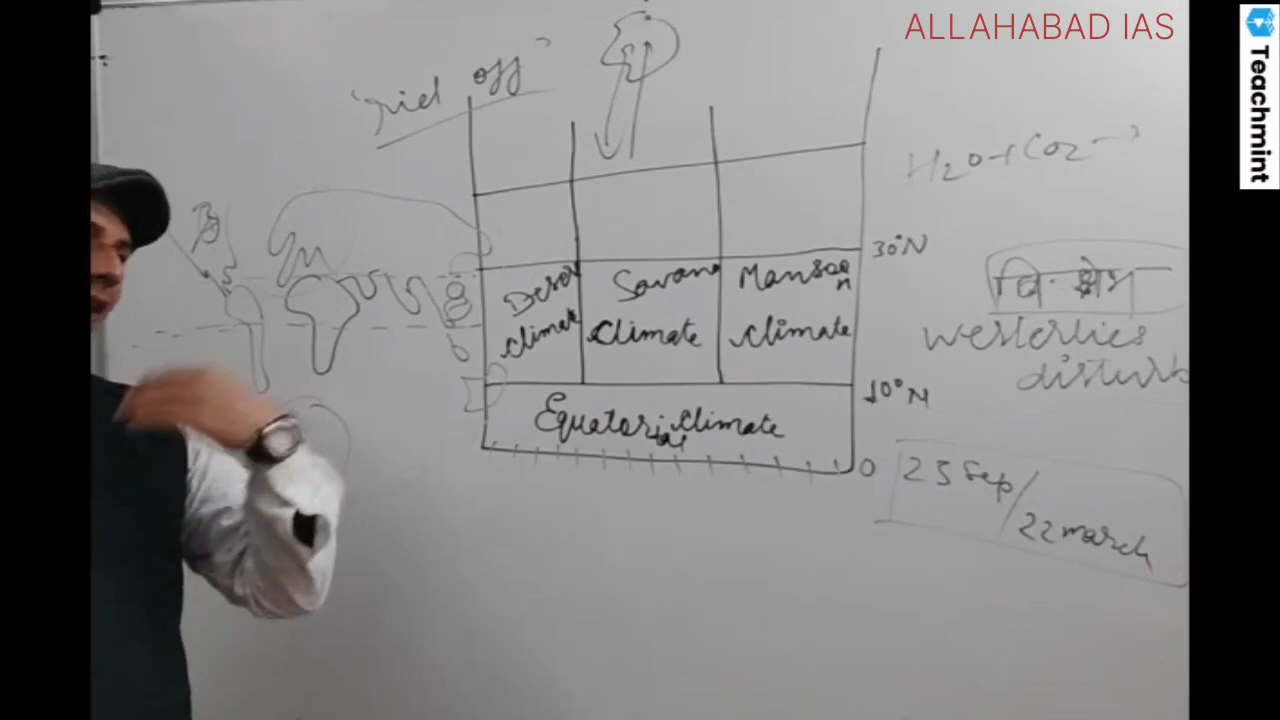 ALLAHABAD IAS
Teachmint
off"
H2O + CO2 →
30°N
Desert Climate
Savana Climate
Mansoon Climate
westerlies
disturb
10°N
Equatorial Climate
0
23 Sep/
22 march